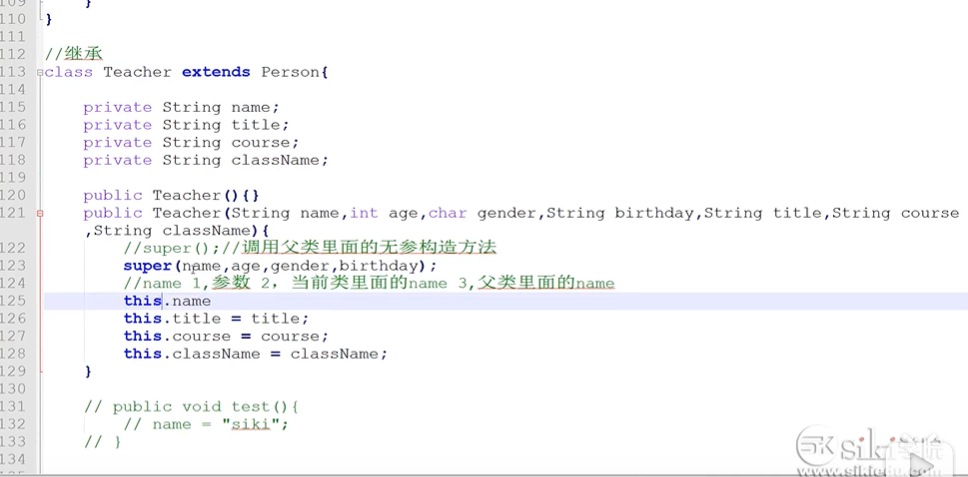 110 }
111
112 //继承
113 class Teacher extends Person{
114
115 private String name;
116 private String title;
117 private String course;
118 private String className;
119
120 public Teacher(){}
121 public Teacher(String name,int age,char gender,String birthday,String title,String course
,String className){
122 //super();//调用父类里面的无参构造方法
123 super(name,age,gender,birthday);
124 //name 1,参数 2，当前类里面的name 3,父类里面的name
125 this.name
126 this.title = title;
127 this.course = course;
128 this.className = className;
129 }
130
131 // public void test(){
132 // name = "siki";
133 // }
134
siki学院
www.sikiedu.com